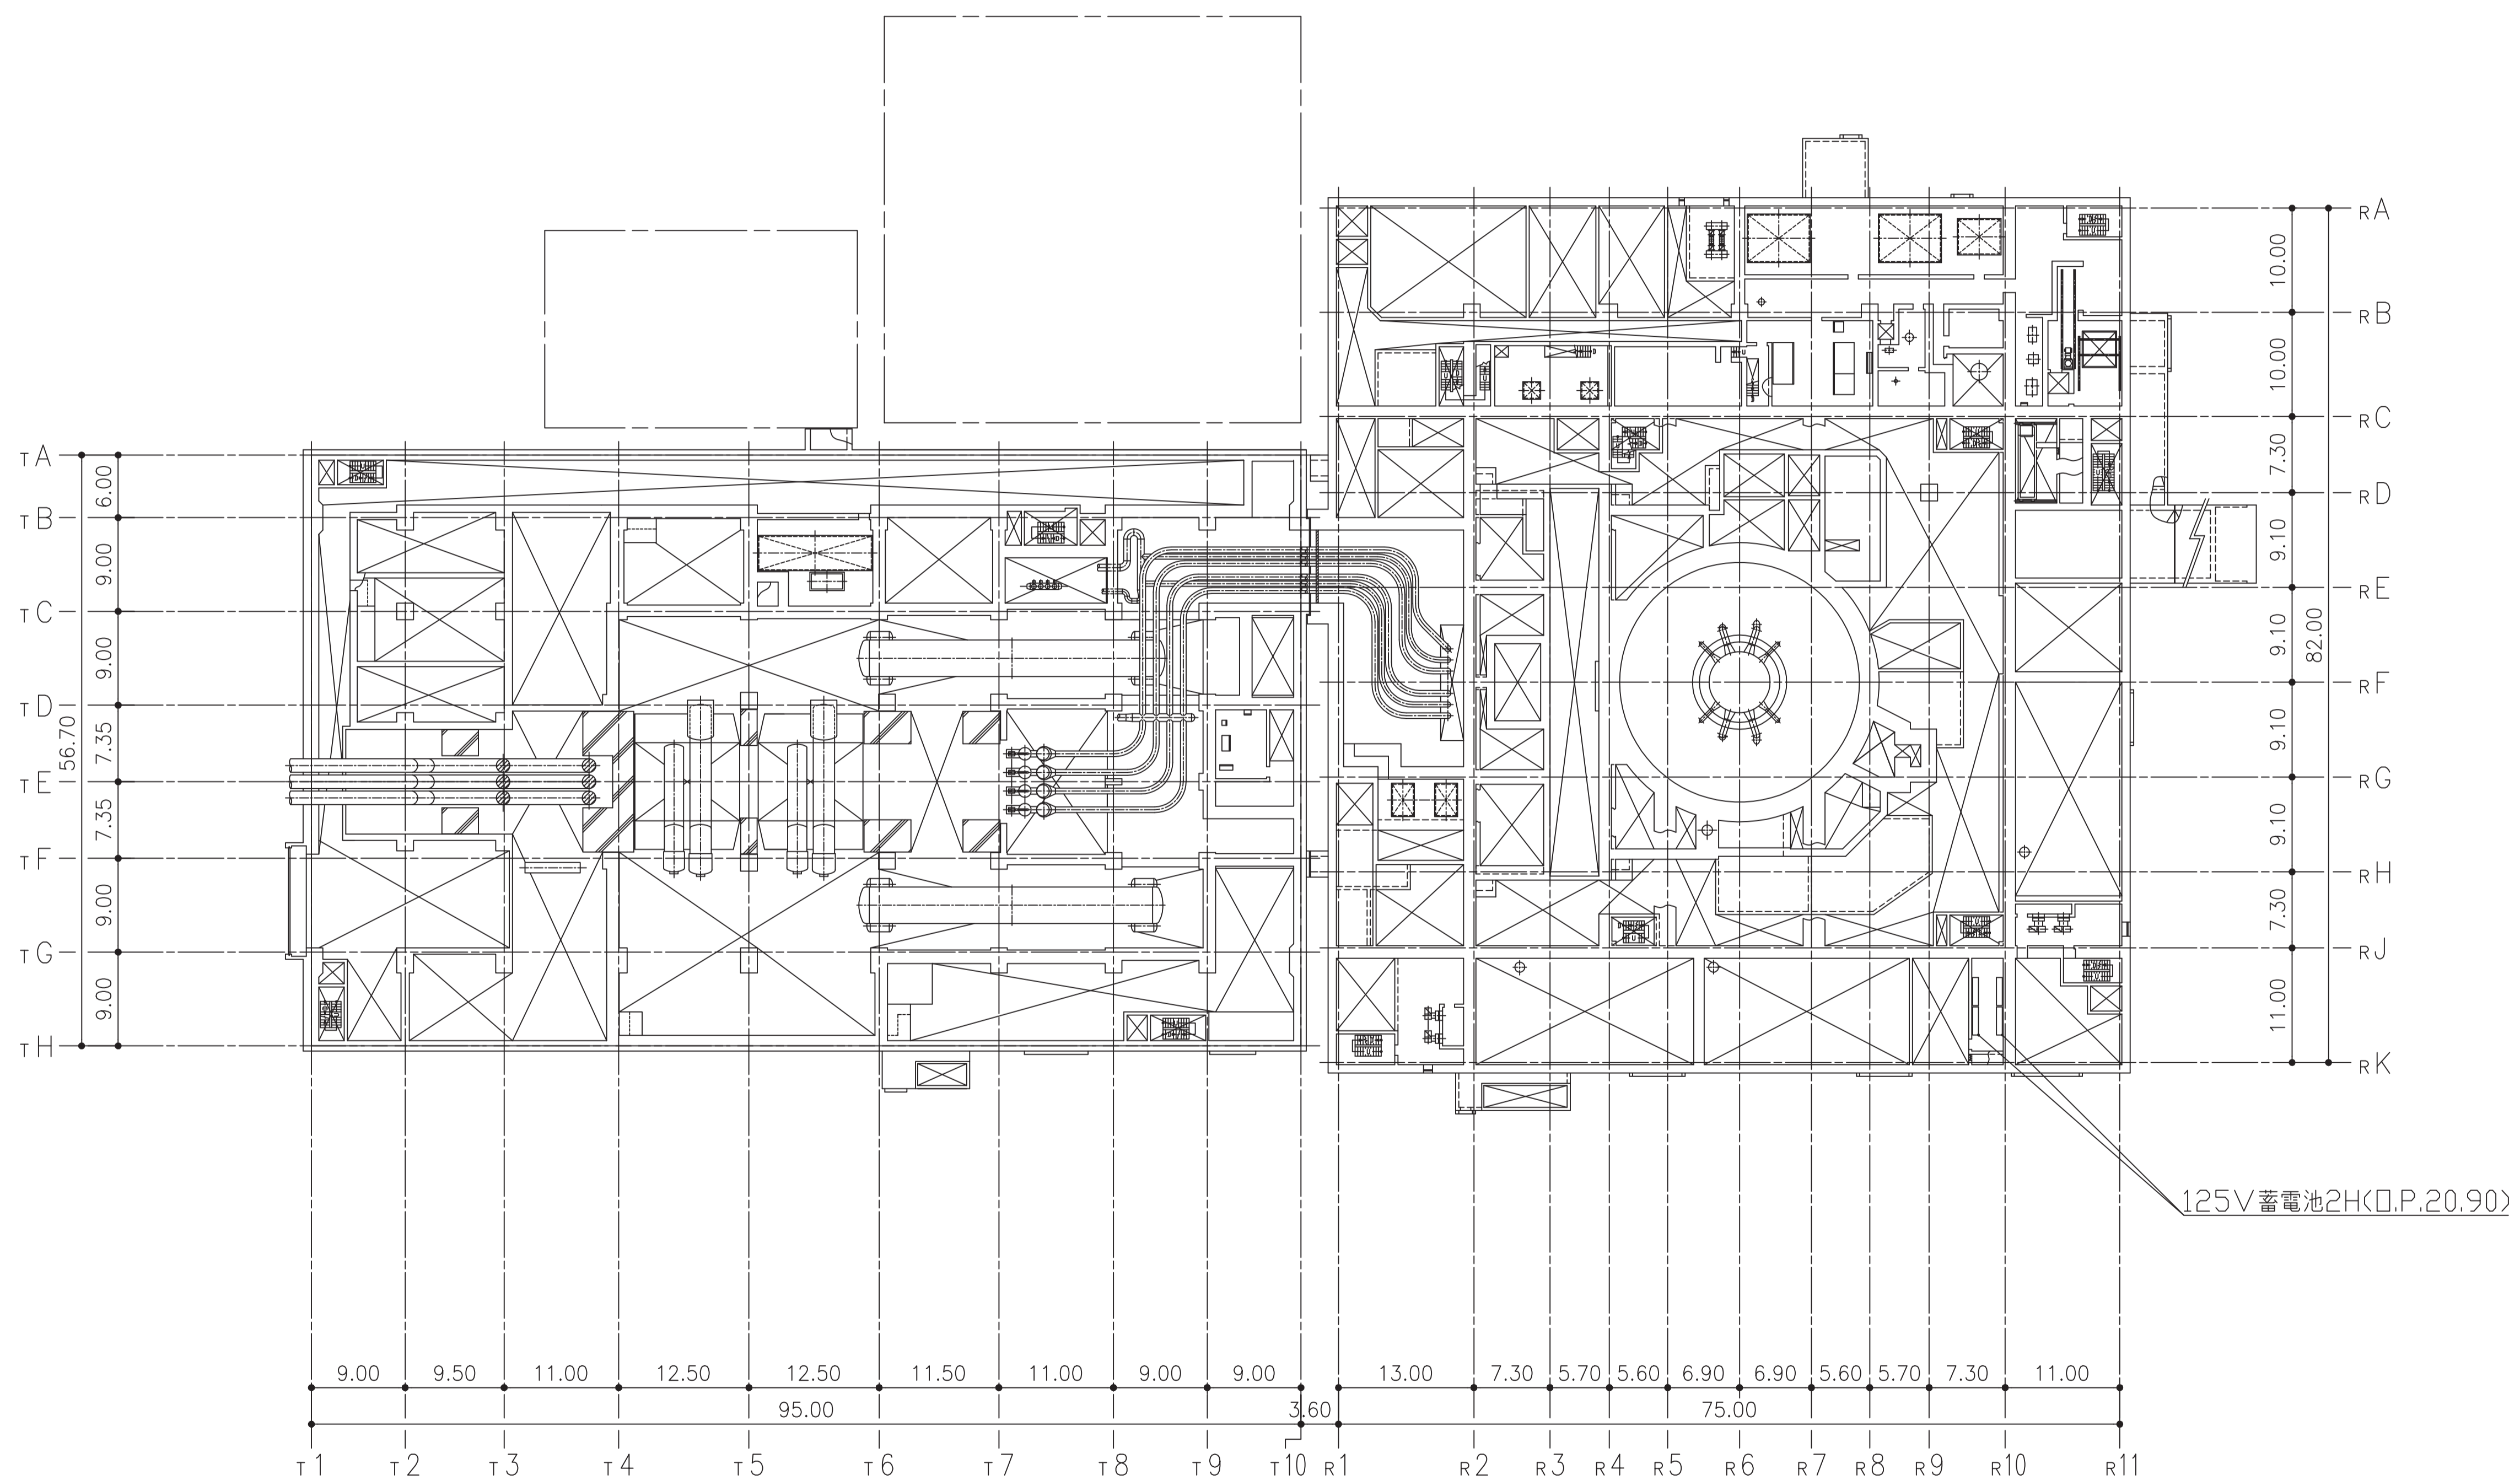 RA
10.00
RB
10.00
RC
TA
7.30
6.00
RD
TB
9.10
9.00
RE
TC
9.10
82.00
9.00
RF
TD
56.70
9.10
7.35
RG
TE
9.10
7.35
TF
RH
9.00
7.30
TG
RJ
9.00
11.00
TH
RK
125V蓄電池2H(O.P.20.90)
9.00 9.50 11.00 12.50 12.50 11.50 11.00 9.00 9.00 13.00 7.30 5.70 5.60 6.90 6.90 5.60 5.70 7.30 11.00
95.00 3.60 75.00
T1 T2 T3 T4 T5 T6 T7 T8 T9 T10 R1 R2 R3 R4 R5 R6 R7 R8 R9 R10 R11